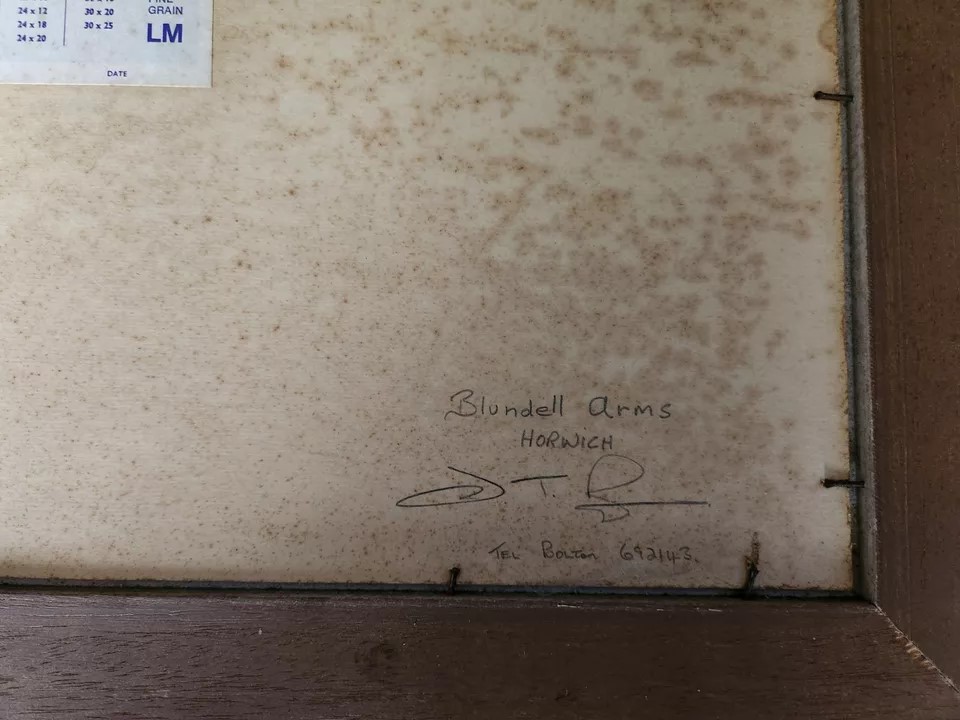 24 x 12
24 x 18
24 x 20
30 x 20
30 x 25
FINE
GRAIN
LM
DATE
Blundell Arms
HORWICH
TEL Bolton 692143.